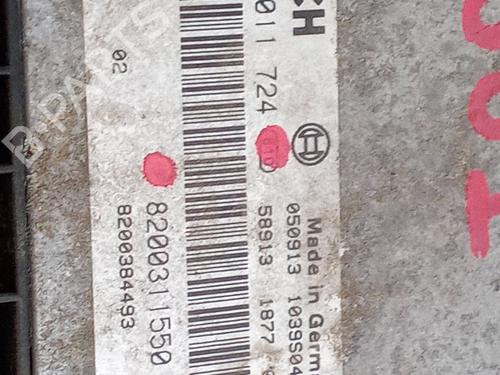 CH
011 724
Made in Germ
050913 1039S04
58913 1877
02
8200311550
8200384493
B-PARTS